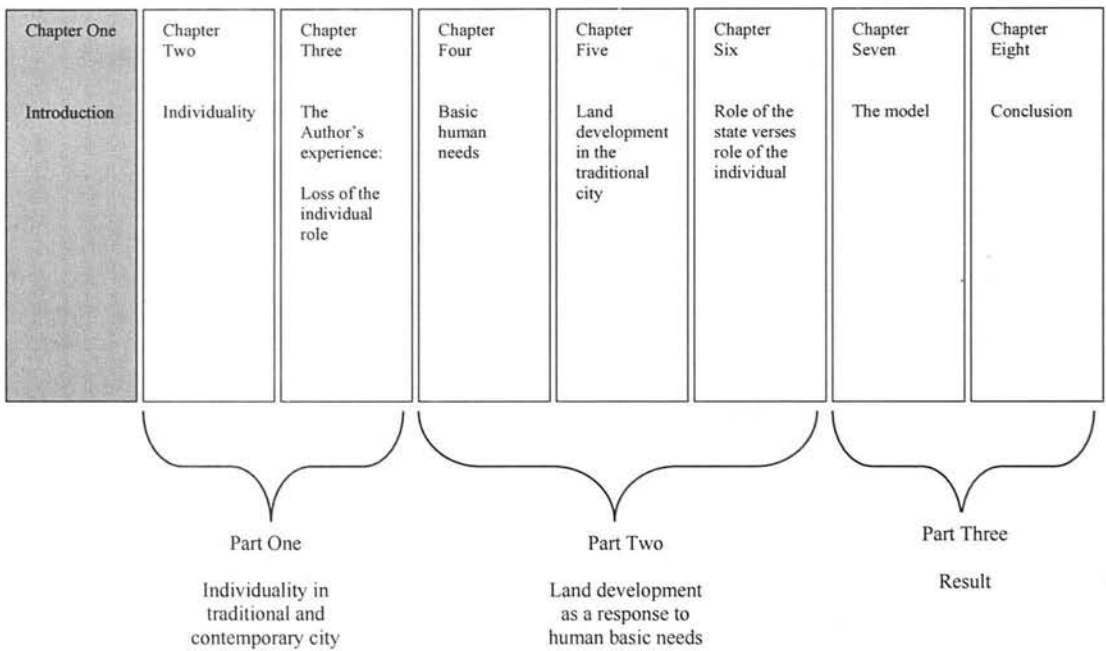 Chapter One
Introduction
Chapter
Two
Individuality
Chapter
Three
The
Author's
experience:
Loss of the
individual
role
Chapter
Four
Basic
human
needs
Chapter
Five
Land
development
in the
traditional
city
Chapter
Six
Role of the
state verses
role of the
individual
Chapter
Seven
The model
Chapter
Eight
Conclusion
Part One
Individuality in
traditional and
contemporary city
Part Two
Land development
as a response to
human basic needs
Part Three
Result